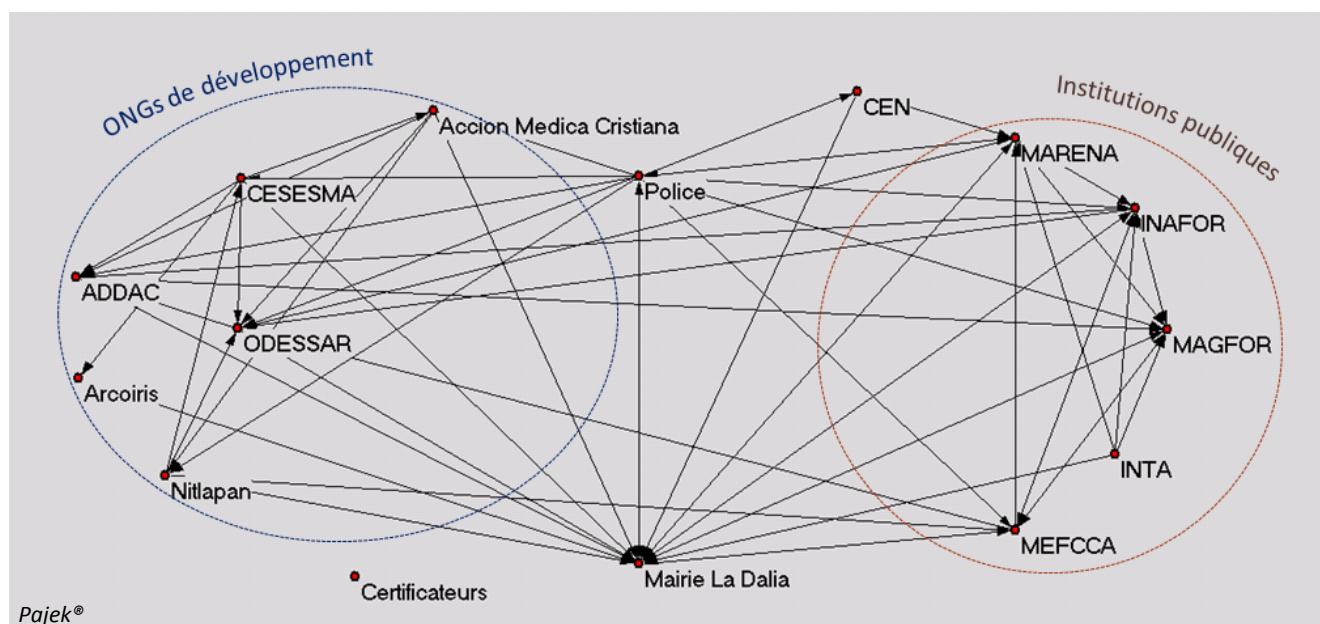 ONGs de développement
Institutions publiques
CEN
Accion Medica Cristiana
MARENA
CESESMA
Police
INAFOR
ADDAC
ODESSAR
MAGFOR
Arcoiris
INTA
Nitlapan
MEFCCA
Mairie La Dalia
Certificateurs
Pajek®